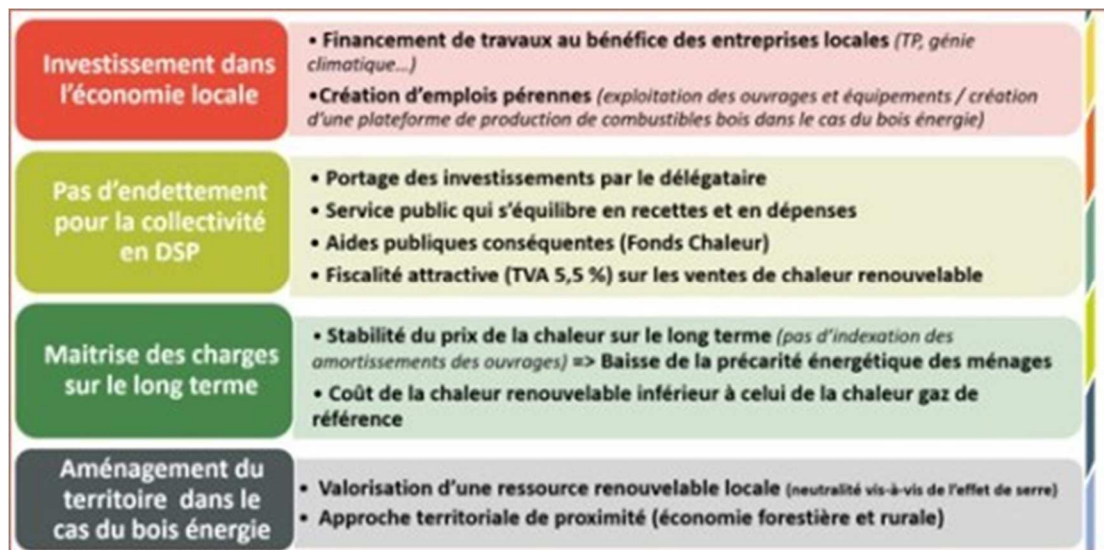 Investissement dans
l'économie locale
• Financement de travaux au bénéfice des entreprises locales (TP, génie
climatique...)
•Création d'emplois pérennes (exploitation des ouvrages et équipements / création
d'une plateforme de production de combustibles bois dans le cas du bois énergie)
Pas d'endettement
pour la collectivité
en DSP
• Portage des investissements par le délégataire
• Service public qui s'équilibre en recettes et en dépenses
• Aides publiques conséquentes (Fonds Chaleur)
• Fiscalité attractive (TVA 5,5 %) sur les ventes de chaleur renouvelable
Maitrise des charges
sur le long terme
• Stabilité du prix de la chaleur sur le long terme (pas d'indexation des
amortissements des ouvrages) => Baisse de la précarité énergétique des ménages
• Coût de la chaleur renouvelable inférieur à celui de la chaleur gaz de
référence
Aménagement du
territoire dans le
cas du bois énergie
• Valorisation d'une ressource renouvelable locale (neutralité vis-à-vis de l'effet de serre)
• Approche territoriale de proximité (économie forestière et rurale)